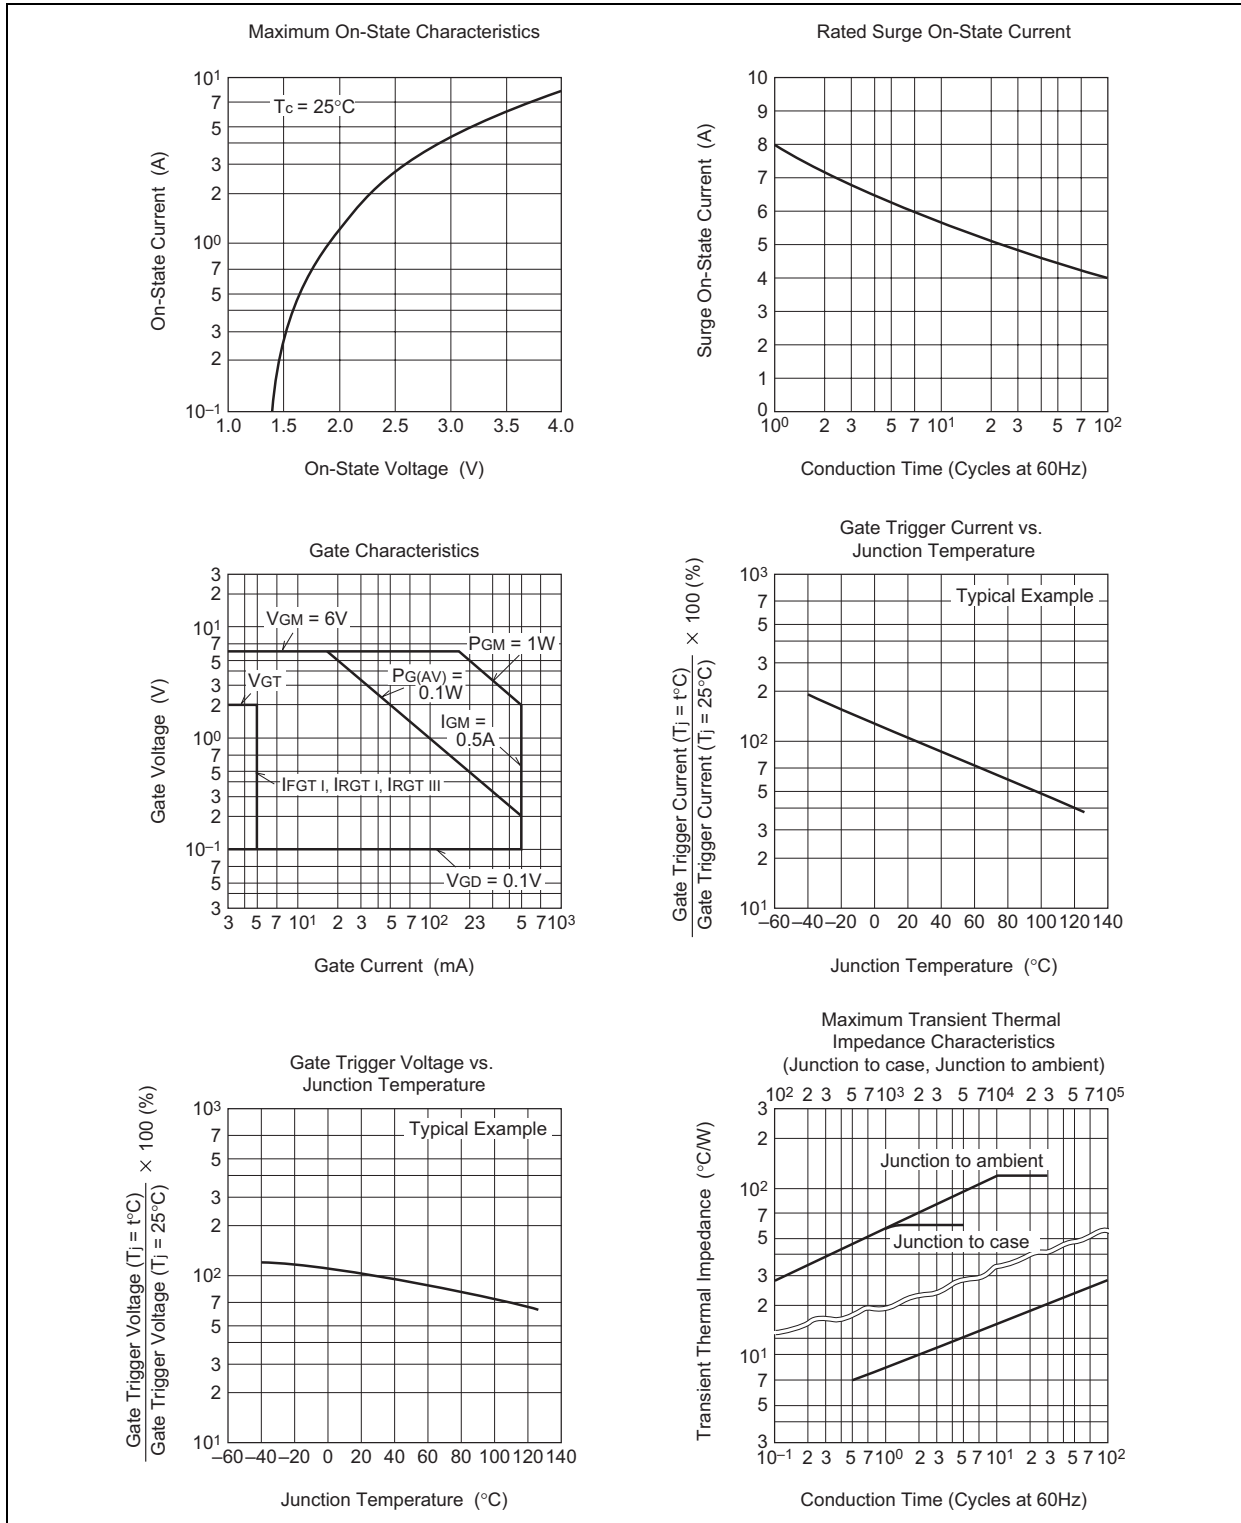 Maximum On-State Characteristics
On-State Current (A)
10¹
7
5
3
2
10⁰
7
5
3
2
10⁻¹
Tc = 25°C
1.0 1.5 2.0 2.5 3.0 3.5 4.0
On-State Voltage (V)
Rated Surge On-State Current
Surge On-State Current (A)
10
9
8
7
6
5
4
3
2
1
0
10⁰ 2 3 5 7 10¹ 2 3 5 7 10²
Conduction Time (Cycles at 60Hz)
Gate Characteristics
Gate Voltage (V)
3
2
10¹
7
5
3
2
10⁰
7
5
3
2
10⁻¹
7
5
3
VGM = 6V
PGM = 1W
VGT
PG(AV) =
0.1W
IGM =
0.5A
IFGT I, IRGT I, IRGT III
VGD = 0.1V
3 5 7 10¹ 2 3 5 7 10² 2 3 5 7 10³
Gate Current (mA)
Gate Trigger Current vs.
Junction Temperature
Gate Trigger Current (Tj = t°C)
Gate Trigger Current (Tj = 25°C)
× 100 (%)
10³
7
5
3
2
10²
7
5
3
2
10¹
Typical Example
–60 –40 –20 0 20 40 60 80 100 120 140
Junction Temperature (°C)
Gate Trigger Voltage vs.
Junction Temperature
Gate Trigger Voltage (Tj = t°C)
Gate Trigger Voltage (Tj = 25°C)
× 100 (%)
10³
7
5
3
2
10²
7
5
3
2
10¹
Typical Example
–60 –40 –20 0 20 40 60 80 100 120 140
Junction Temperature (°C)
Maximum Transient Thermal
Impedance Characteristics
(Junction to case, Junction to ambient)
10² 2 3 5 7 10³ 2 3 5 7 10⁴ 2 3 5 7 10⁵
Transient Thermal Impedance (°C/W)
3
2
10²
7
5
3
2
10¹
7
5
3
Junction to ambient
Junction to case
10⁻¹ 2 3 5 7 10⁰ 2 3 5 7 10¹ 2 3 5 7 10²
Conduction Time (Cycles at 60Hz)